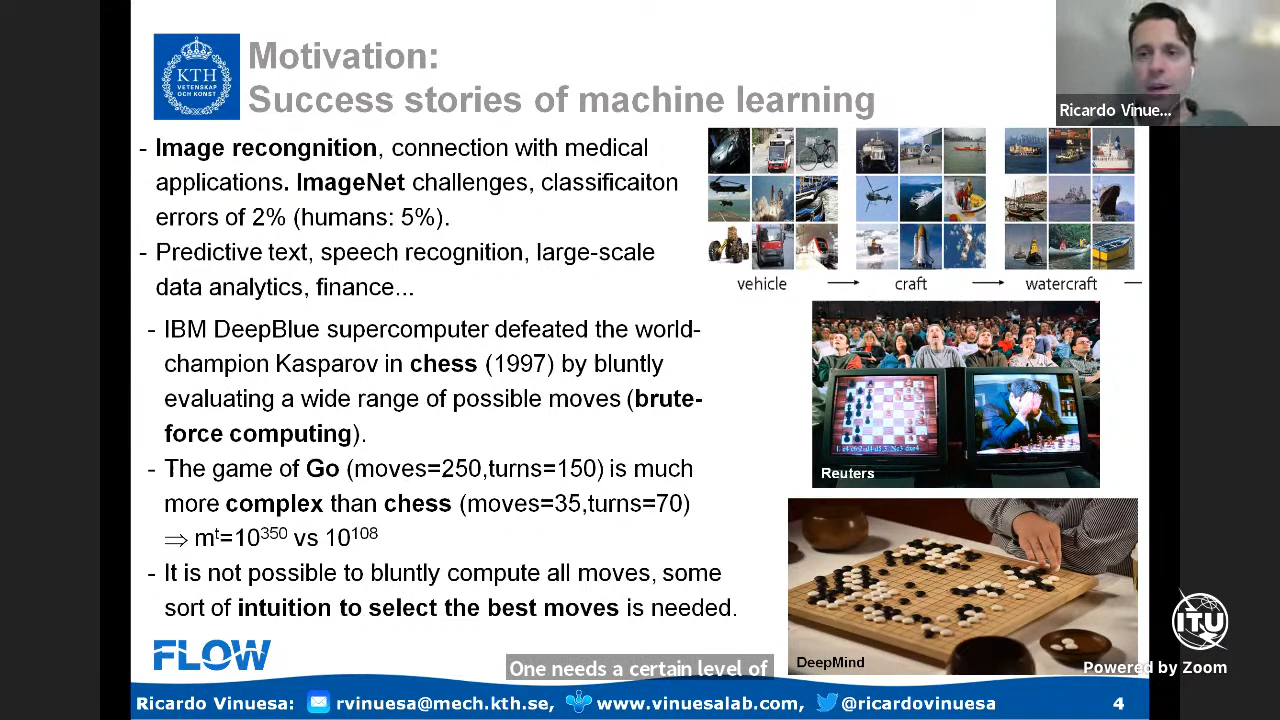 KTH
VETENSKAP
OCH KONST
Motivation:
Success stories of machine learning
Ricardo Vinue...
- Image recongnition, connection with medical
applications. ImageNet challenges, classificaiton
errors of 2% (humans: 5%).
- Predictive text, speech recognition, large-scale
data analytics, finance...
- IBM DeepBlue supercomputer defeated the world-
champion Kasparov in chess (1997) by bluntly
evaluating a wide range of possible moves (brute-
force computing).
- The game of Go (moves=250,turns=150) is much
more complex than chess (moves=35,turns=70)
⇒ mᵗ=10³⁵⁰ vs 10¹⁰⁸
- It is not possible to bluntly compute all moves, some
sort of intuition to select the best moves is needed.
vehicle → craft → watercraft —
Reuters
DeepMind
ITU
Powered by Zoom
FLOW
One needs a certain level of
Ricardo Vinuesa: rvinuesa@mech.kth.se, www.vinuesalab.com, @ricardovinuesa 4